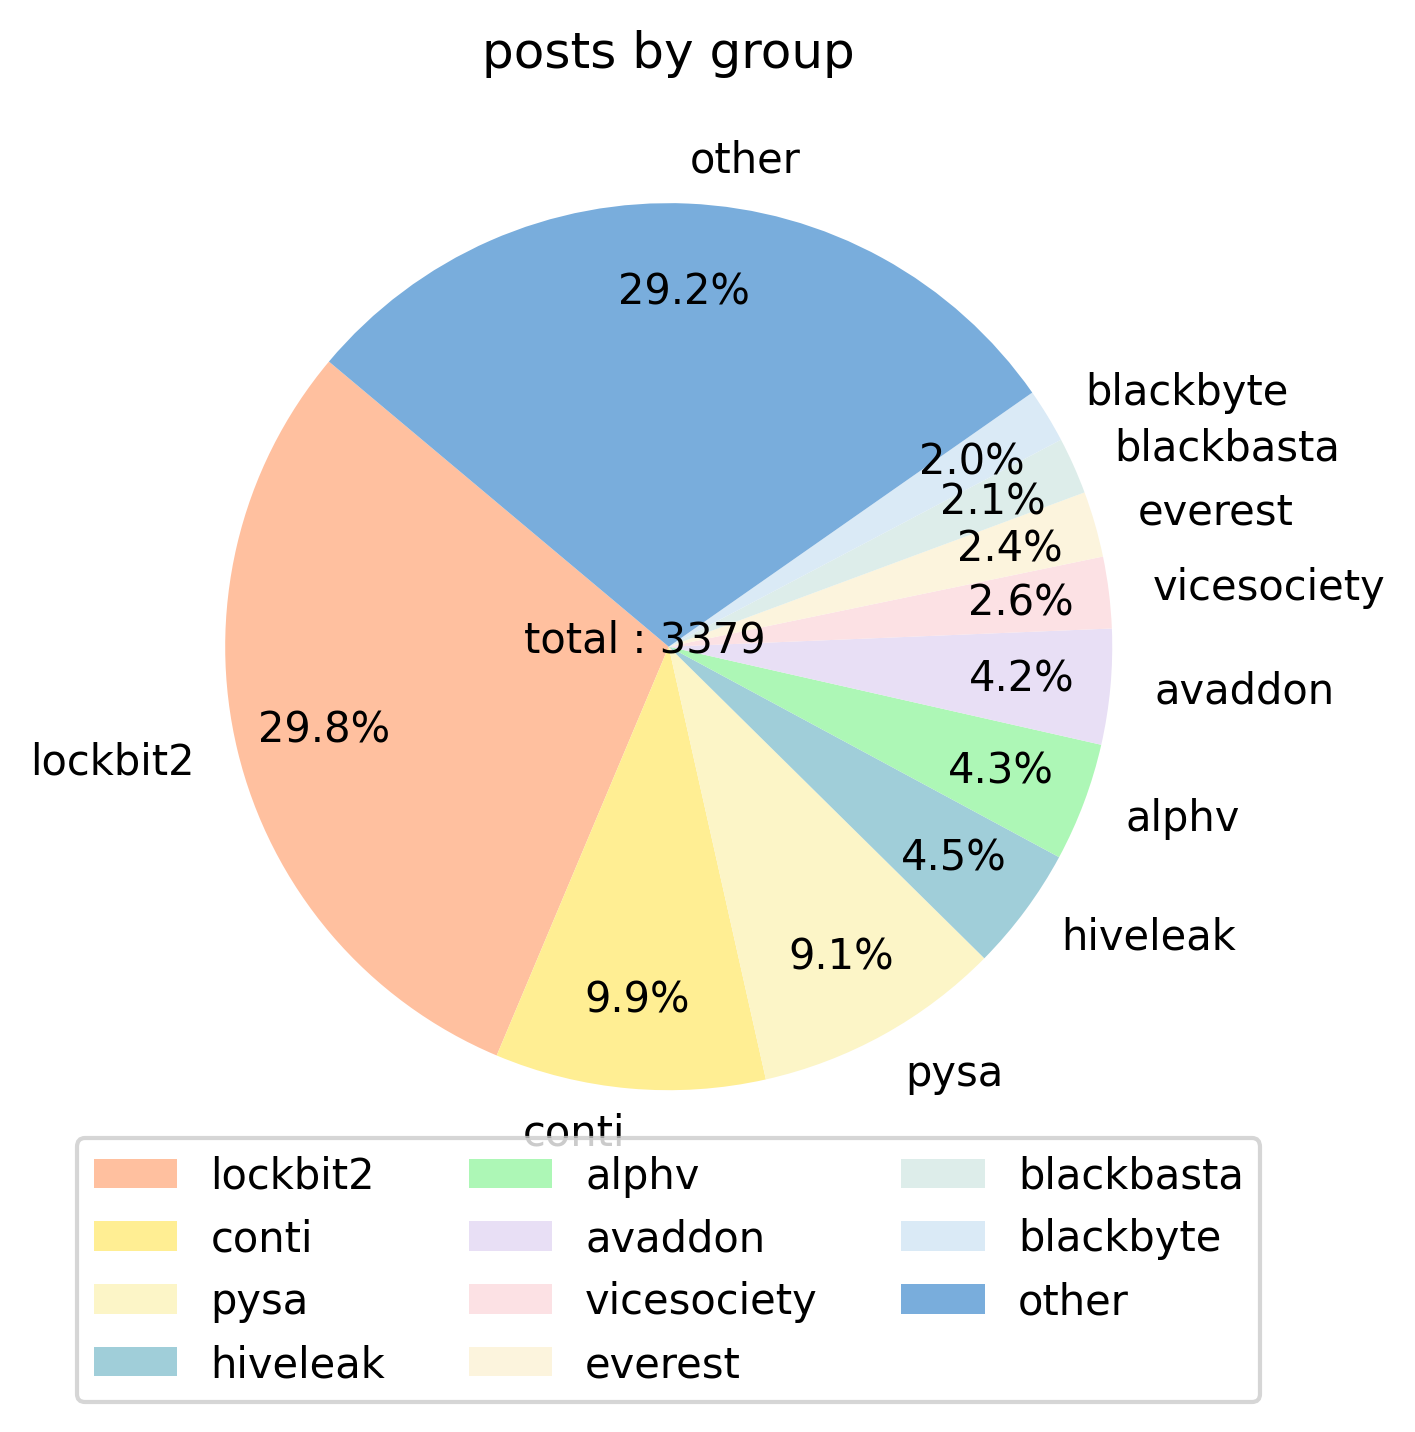 posts by group
other
29.2%
blackbyte
2.0%
blackbasta
2.1%
everest
2.4%
vicesociety
2.6%
total : 3379
avaddon
4.2%
lockbit2
29.8%
alphv
4.3%
hiveleak
4.5%
pysa
9.1%
conti
9.9%
lockbit2
conti
pysa
hiveleak
alphv
avaddon
vicesociety
everest
blackbasta
blackbyte
other